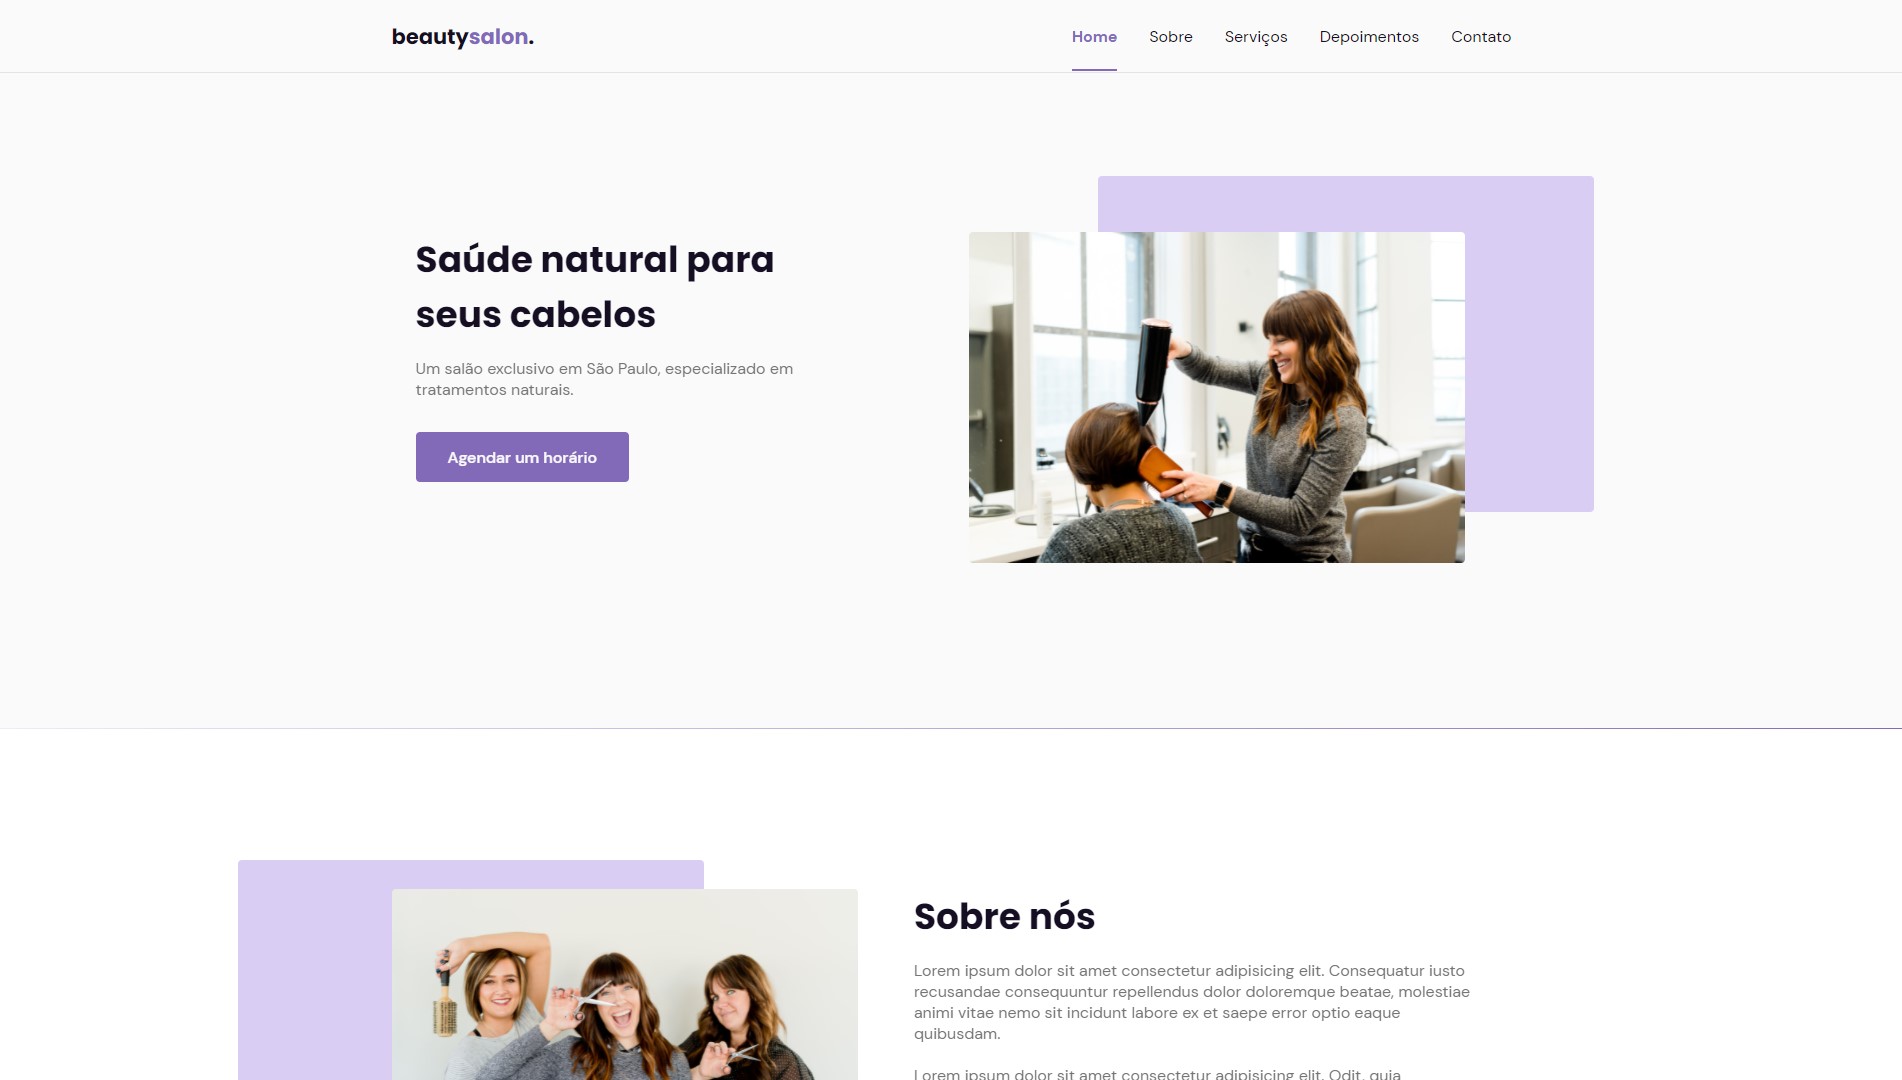 beautysalon.
Home Sobre Serviços Depoimentos Contato
Saúde natural para
seus cabelos
Um salão exclusivo em São Paulo, especializado em
tratamentos naturais.
Agendar um horário
Sobre nós
Lorem ipsum dolor sit amet consectetur adipisicing elit. Consequatur iusto
recusandae consequuntur repellendus dolor doloremque beatae, molestiae
animi vitae nemo sit incidunt labore ex et saepe error optio eaque
quibusdam.
Lorem ipsum dolor sit amet consectetur adipisicing elit. Odit, quia